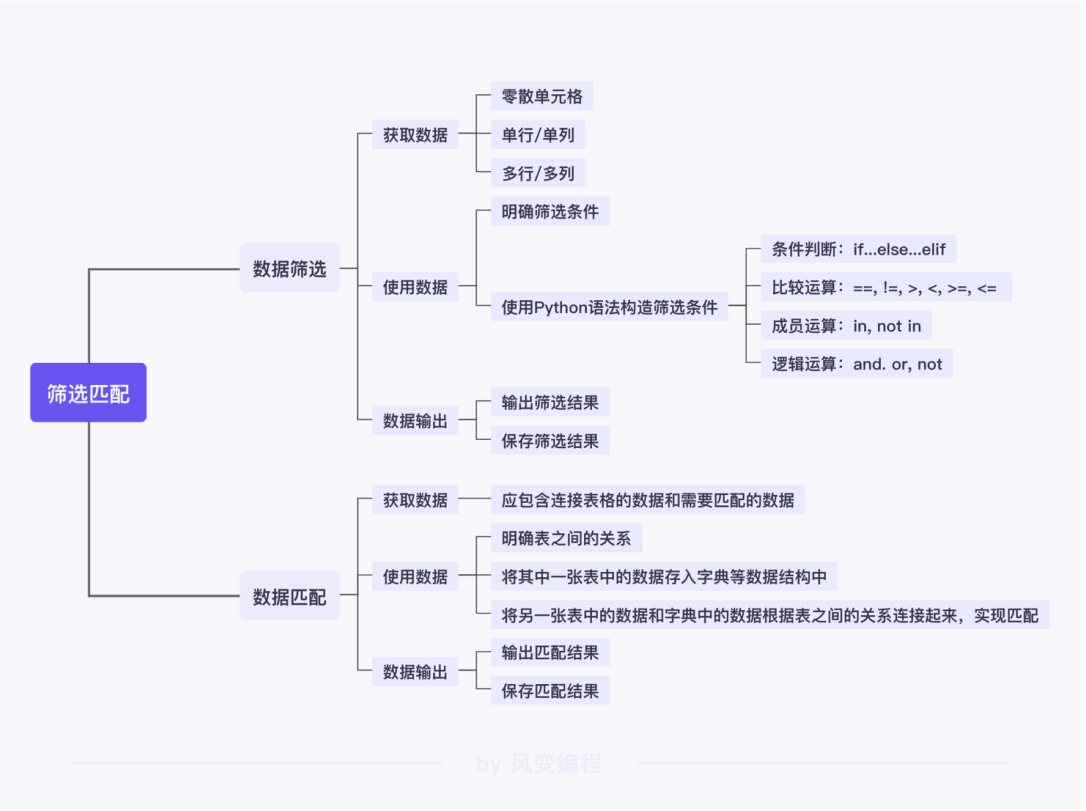 筛选匹配
数据筛选
获取数据
零散单元格
单行/单列
多行/多列
使用数据
明确筛选条件
使用Python语法构造筛选条件
条件判断：if...else...elif
比较运算：==, !=, >, <, >=, <=
成员运算：in, not in
逻辑运算：and. or, not
数据输出
输出筛选结果
保存筛选结果
数据匹配
获取数据
应包含连接表格的数据和需要匹配的数据
使用数据
明确表之间的关系
将其中一张表中的数据存入字典等数据结构中
将另一张表中的数据和字典中的数据根据表之间的关系连接起来，实现匹配
数据输出
输出匹配结果
保存匹配结果
by 风变编程